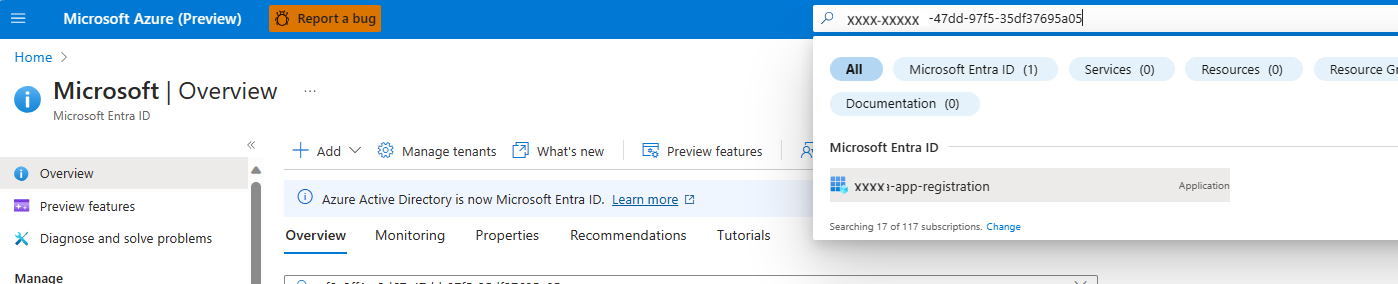 Microsoft Azure (Preview)
Report a bug
xxxx-xxxxx -47dd-97f5-35df37695a05
All
Microsoft Entra ID (1)
Services (0)
Resources (0)
Resource Gr
Documentation (0)
Home
Microsoft | Overview
...
Microsoft Entra ID
Overview
Preview features
Diagnose and solve problems
Manage
Add
Manage tenants
What's new
Preview features
Azure Active Directory is now Microsoft Entra ID. Learn more
Overview
Monitoring
Properties
Recommendations
Tutorials
Microsoft Entra ID
xxxx-app-registration
Application
Searching 17 of 117 subscriptions. Change